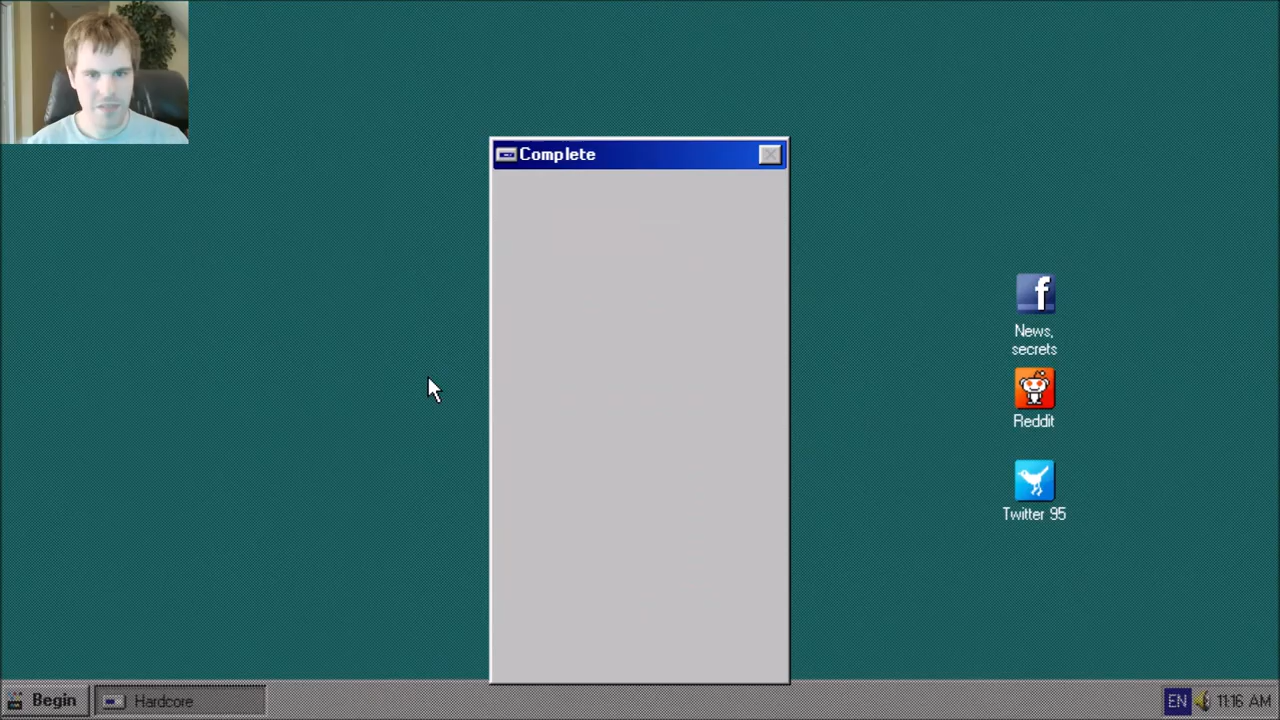 Complete
News,
secrets
Reddit
Twitter 95
Begin
Hardcore
EN
11:16 AM